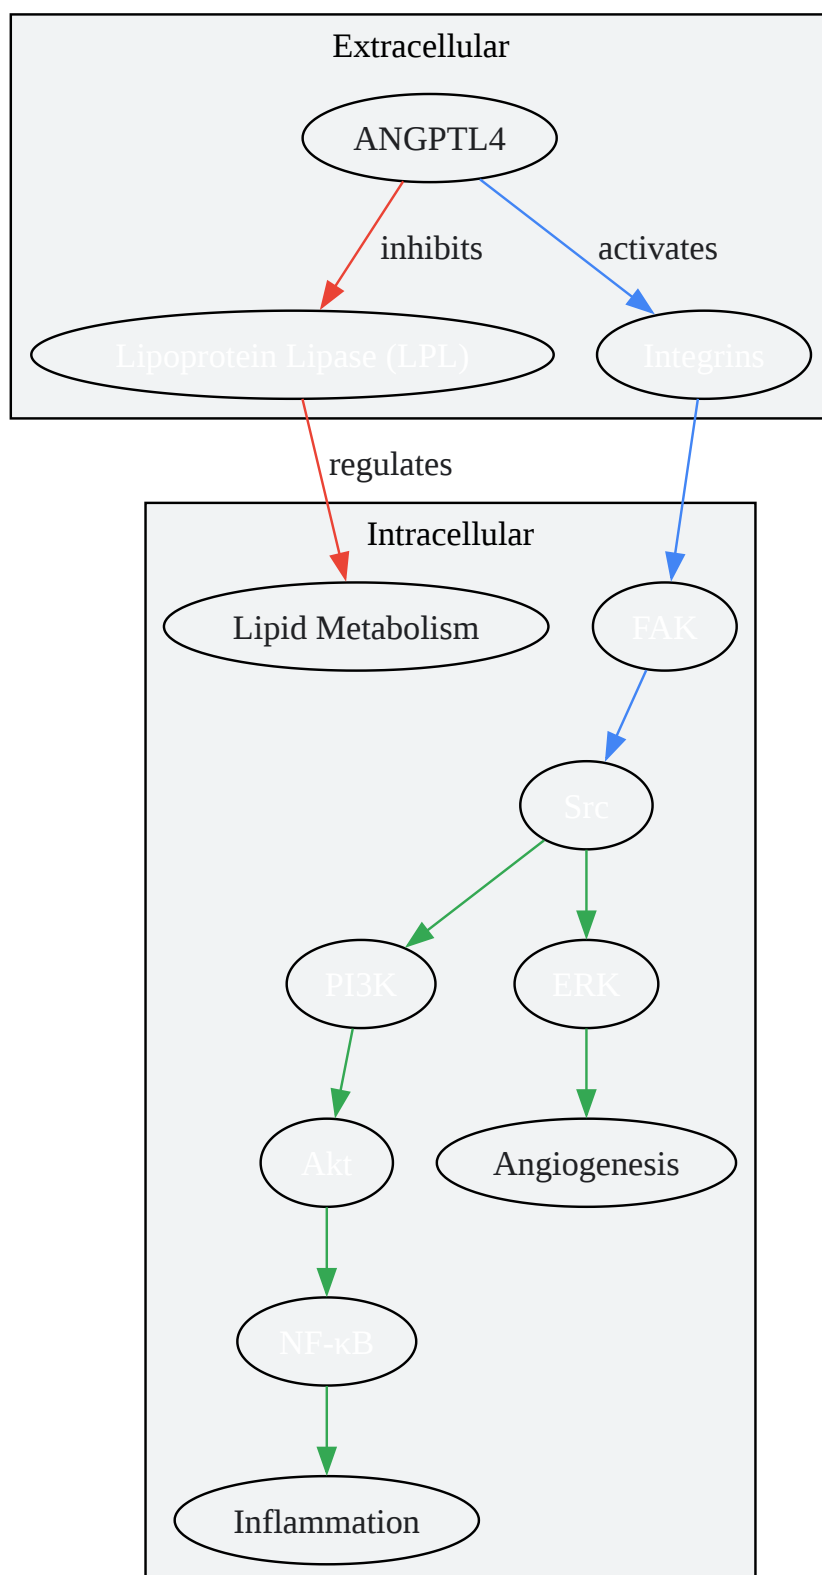 Extracellular
ANGPTL4
inhibits
activates
Lipoprotein Lipase (LPL)
Integrins
regulates
Intracellular
Lipid Metabolism
FAK
Src
PI3K
ERK
Akt
Angiogenesis
NF-κB
Inflammation